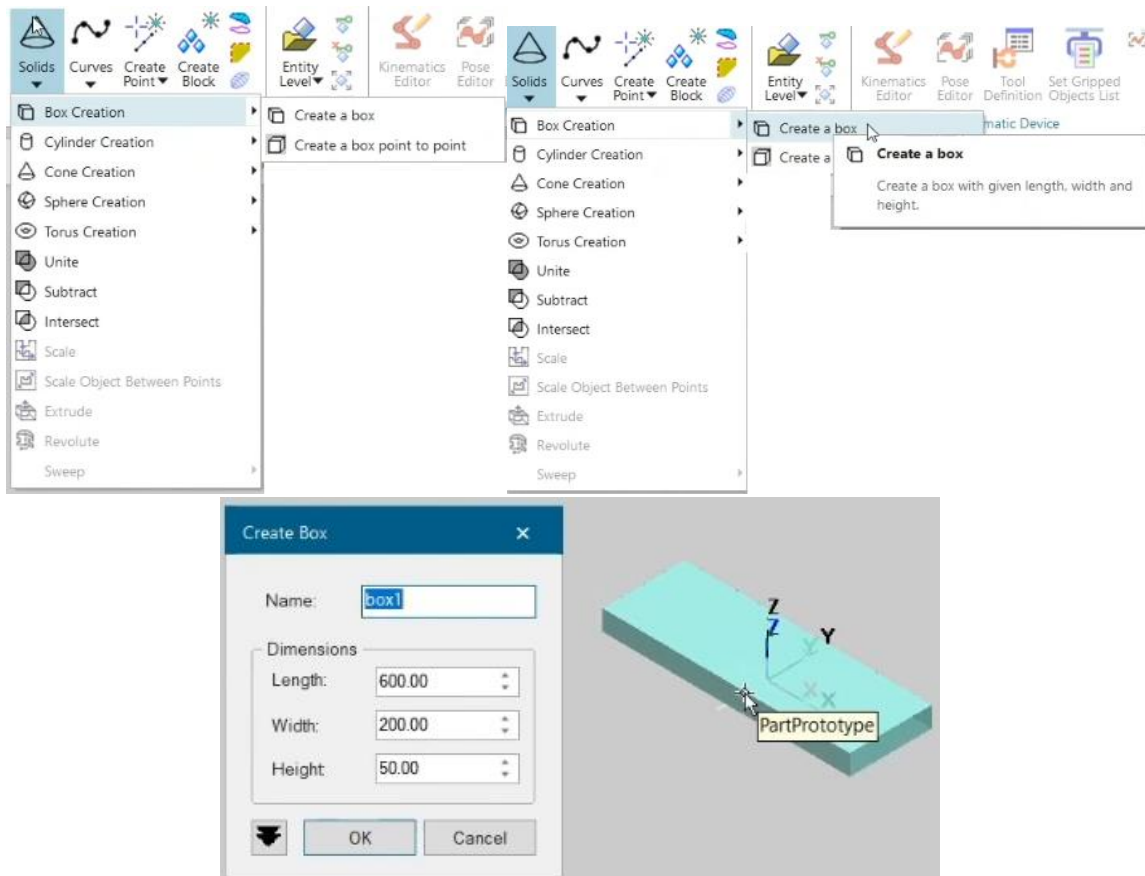 Solids
Curves
Create Point
Create Block
Entity Level
Kinematics Editor
Pose Editor
Box Creation
Cylinder Creation
Cone Creation
Sphere Creation
Torus Creation
Unite
Subtract
Intersect
Scale
Scale Object Between Points
Extrude
Revolute
Sweep
Create a box
Create a box point to point
Solids
Curves
Create Point
Create Block
Entity Level
Kinematics Editor
Pose Editor
Tool Definition
Set Gripped Objects List
matic Device
Box Creation
Cylinder Creation
Cone Creation
Sphere Creation
Torus Creation
Unite
Subtract
Intersect
Scale
Scale Object Between Points
Extrude
Revolute
Sweep
Create a box
Create a
Create a box
Create a box with given length, width and
height.
Create Box
Name: box1
Dimensions
Length: 600.00
Width: 200.00
Height: 50.00
OK Cancel
Z
Z
Y
Y
X X
PartPrototype